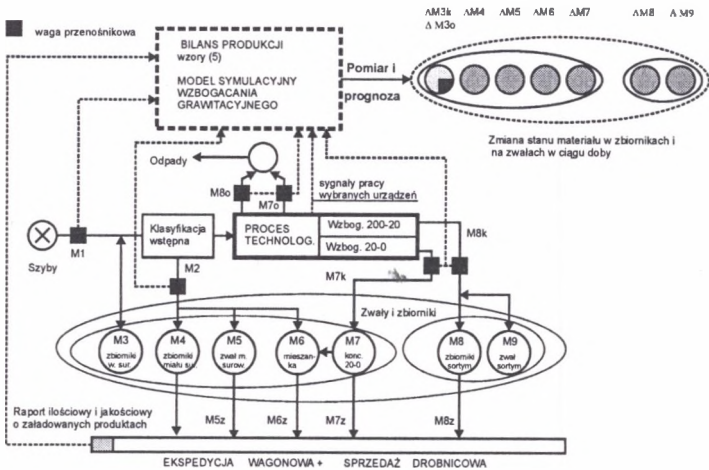 ΔM3k ΔM4 ΔM5 ΔM6 ΔM7 ΔM8 ΔM9
ΔM3o
waga przenośnikowa
BILANS PRODUKCJI
wzory (5)
MODEL SYMULACYJNY
WZBOGACANIA
GRAWITACYJNEGO
Pomiar i
prognoza
Zmiana stanu materiału w zbiornikach i
na zwałach w ciągu doby
Odpady
M8o
M7o
sygnały pracy
wybranych urządzeń
Szyby
M1
Klasyfikacja
wstępna
M2
PROCES
TECHNOLOG.
Wzbog. 200-20
Wzbog. 20-0
M8k
M7k
Zwały i zbiorniki
M3
zbiorniki
w. sur.
M4
zbiorniki
miału su.
M5
zwał m.
surow.
M6
mieszan-
ka
M7
konc.
20-0
M8
zbiorniki
sortym.
M9
zwał
sortym.
Raport ilościowy i jakościowy
o załadowanych produktach
M5z
M6z
M7z
M8z
EKSPEDYCJA WAGONOWA + SPRZEDAŻ DROBNICOWA